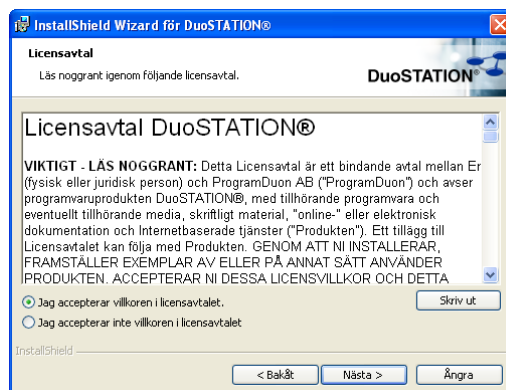 InstallShield Wizard för DuoSTATION®
Licensavtal
Läs noggrant igenom följande licensavtal.
DuoSTATION®
Licensavtal DuoSTATION®
VIKTIGT - LÄS NOGGRANT: Detta Licensavtal är ett bindande avtal mellan Er
(fysisk eller juridisk person) och ProgramDuon AB ("ProgramDuon") och avser
programvaruprodukten DuoSTATION®, med tillhörande programvara och
eventuellt tillhörande media, skriftligt material, "online-" eller elektronisk
dokumentation och Internetbaserade tjänster ("Produkten"). Ett tillägg till
Licensavtalet kan följa med Produkten. GENOM ATT NI INSTALLERAR,
FRAMSTÄLLER EXEMPLAR AV ELLER PÅ ANNAT SÄTT ANVÄNDER
PRODUKTEN, ACCEPTERAR NI DESSA LICENSVILLKOR OCH DETTA
Jag accepterar villkoren i licensavtalet.
Skriv ut
Jag accepterar inte villkoren i licensavtalet
InstallShield
< Bakåt
Nästa >
Ångra